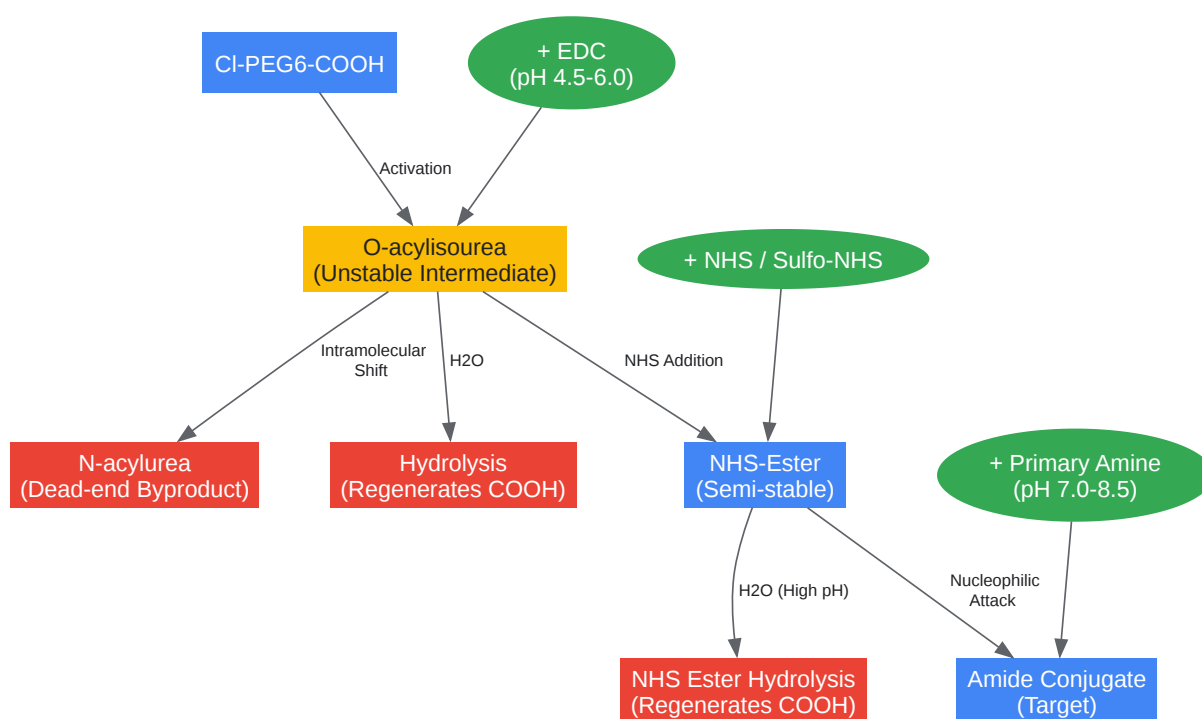 Cl-PEG6-COOH
+ EDC
(pH 4.5-6.0)
Activation
O-acylisourea
(Unstable Intermediate)
+ NHS / Sulfo-NHS
Intramolecular
Shift
H2O
NHS Addition
N-acylurea
(Dead-end Byproduct)
Hydrolysis
(Regenerates COOH)
NHS-Ester
(Semi-stable)
+ Primary Amine
(pH 7.0-8.5)
H2O (High pH)
Nucleophilic
Attack
NHS Ester Hydrolysis
(Regenerates COOH)
Amide Conjugate
(Target)